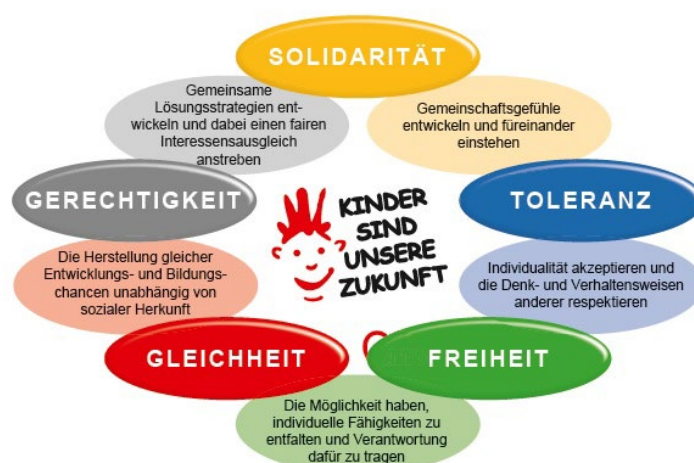 SOLIDARITÄT
Gemeinsame
Lösungsstrategien ent-
wickeln und dabei einen fairen
Interessensausgleich
anstreben
Gemeinschaftsgefühle
entwickeln und füreinander
einstehen
GERECHTIGKEIT
KINDER
SIND
UNSERE
ZUKUNFT
TOLERANZ
Die Herstellung gleicher
Entwicklungs- und Bildungs-
chancen unabhängig von
sozialer Herkunft
Individualität akzeptieren und
die Denk- und Verhaltensweisen
anderer respektieren
GLEICHHEIT
FREIHEIT
Die Möglichkeit haben,
individuelle Fähigkeiten zu
entfalten und Verantwortung
dafür zu tragen